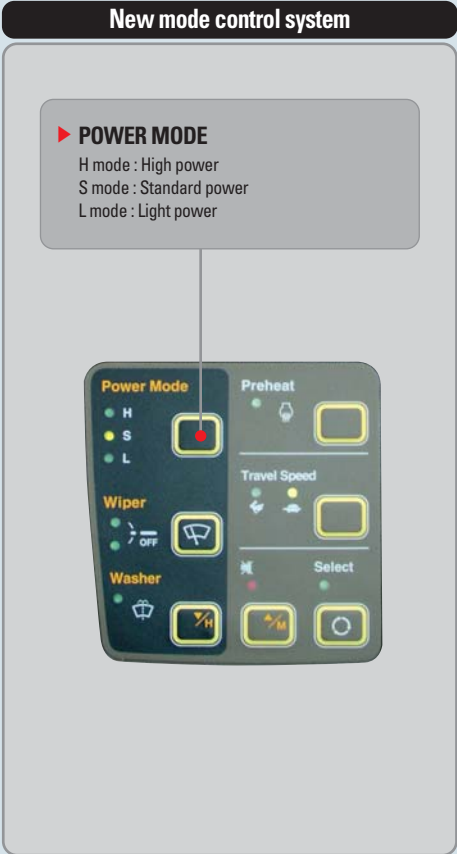 New mode control system
POWER MODE
H mode : High power
S mode : Standard power
L mode : Light power
Power Mode
H
S
L
Preheat
Travel Speed
Wiper
OFF
Washer
Select
▼/H
▲/M